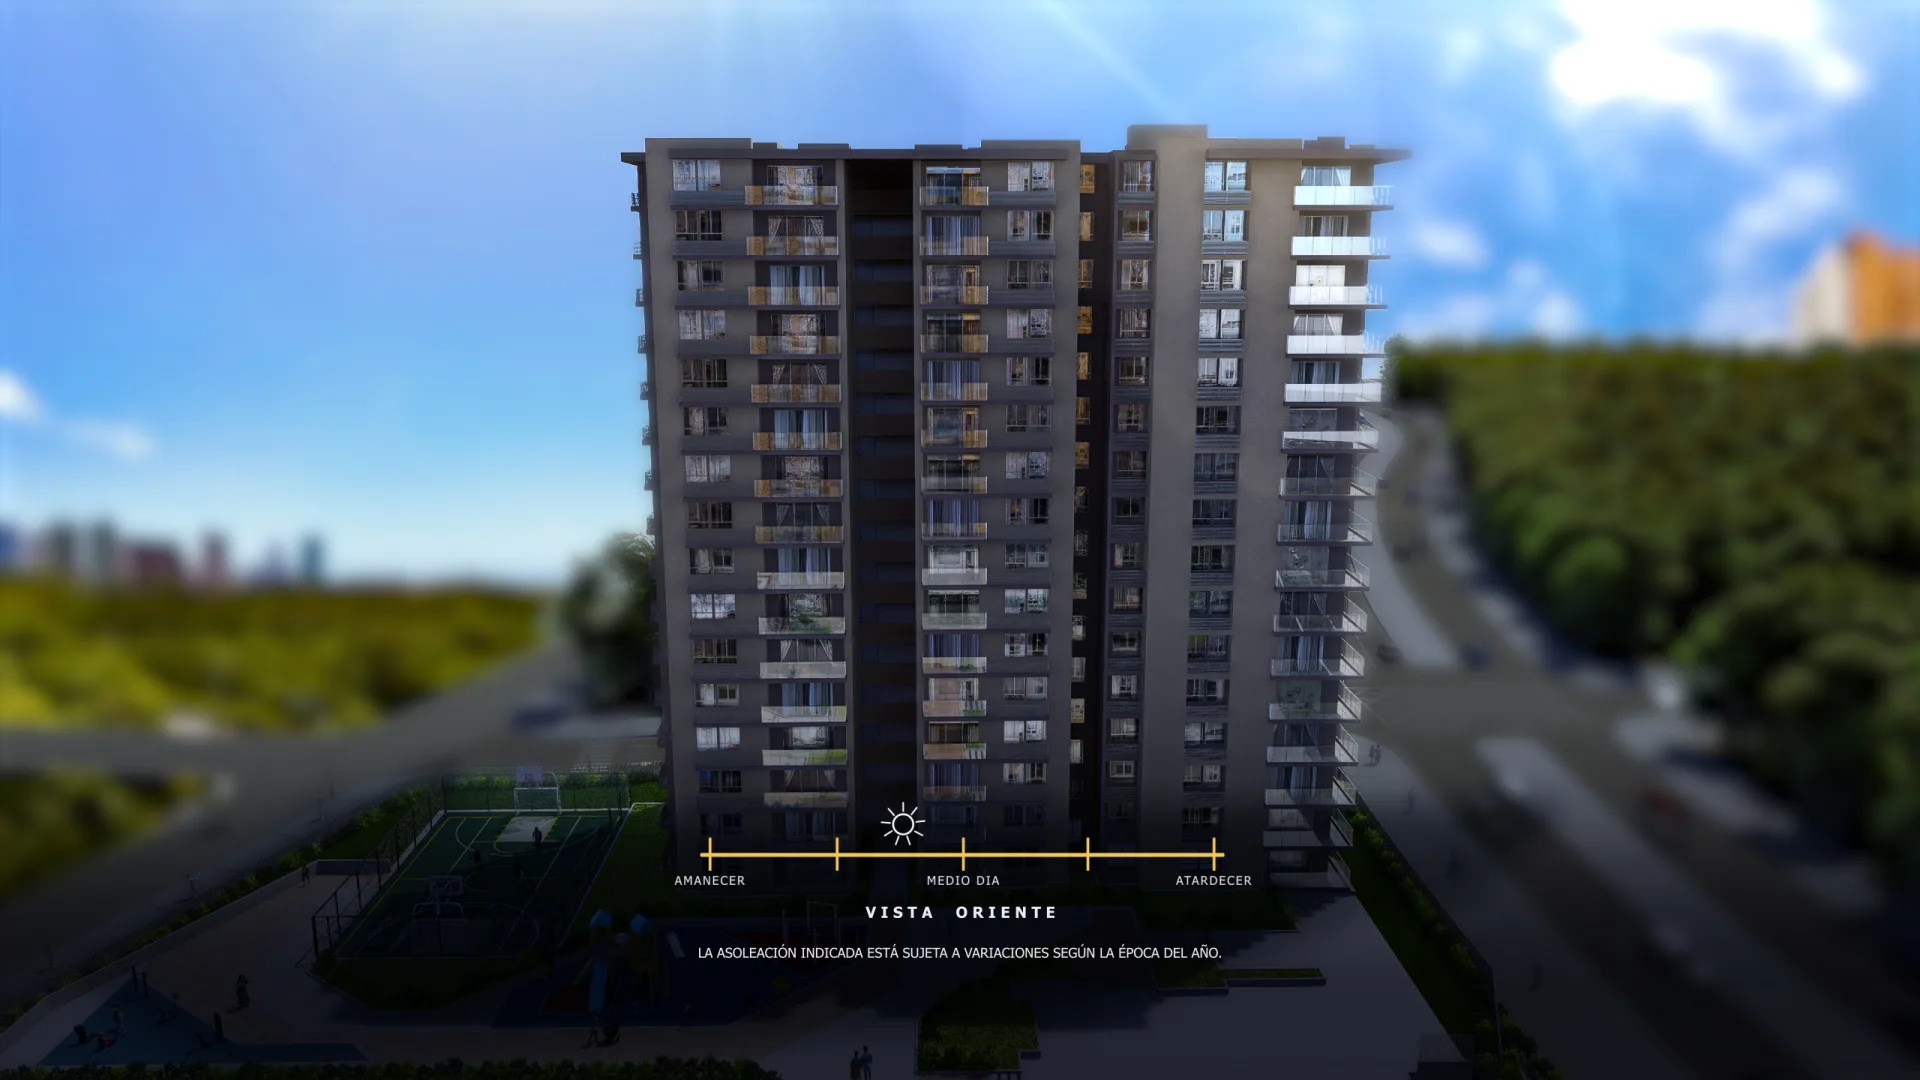 AMANECER MEDIO DIA ATARDECER
VISTA ORIENTE
LA ASOLEACIÓN INDICADA ESTÁ SUJETA A VARIACIONES SEGÚN LA ÉPOCA DEL AÑO.